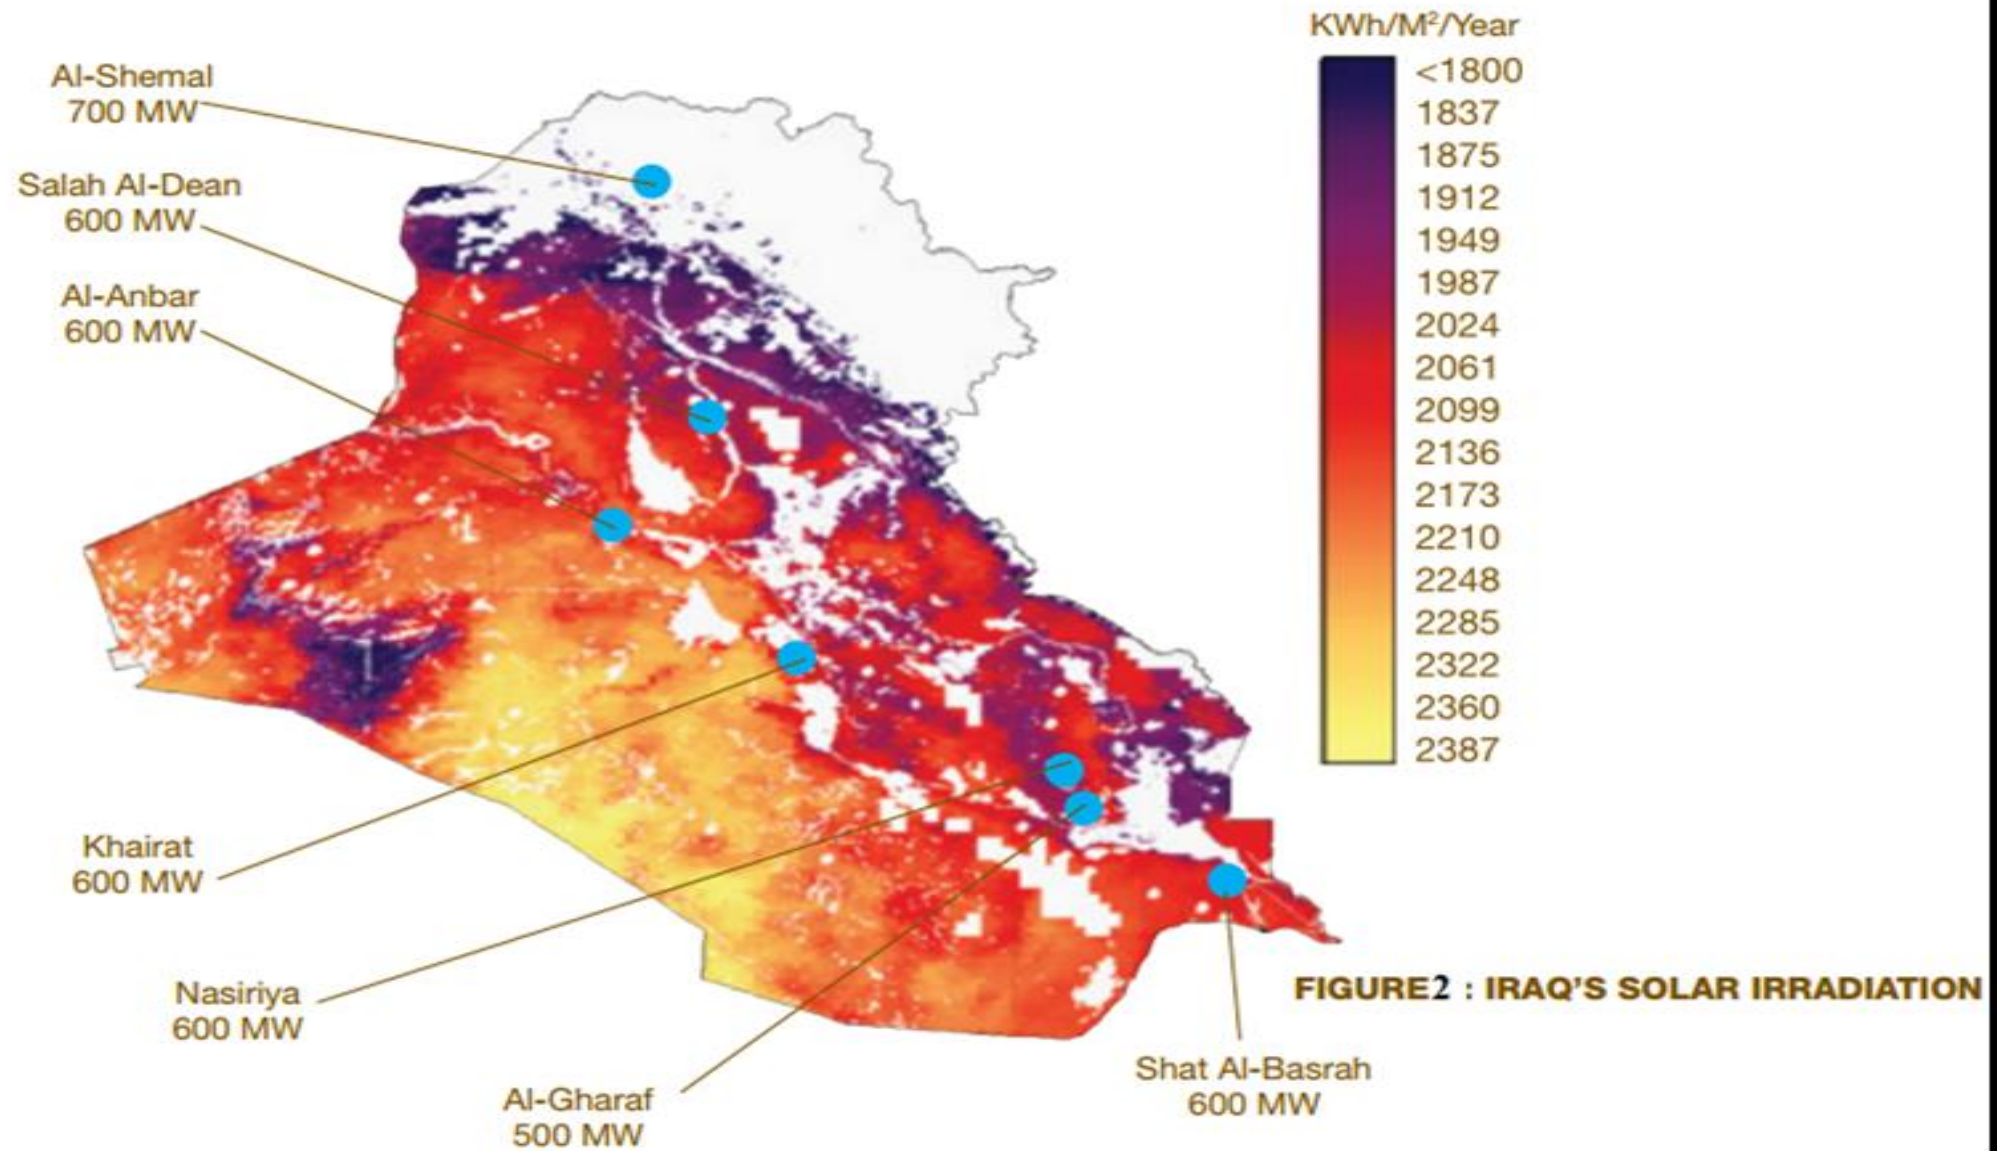 KWh/M²/Year
<1800
1837
1875
1912
1949
1987
2024
2061
2099
2136
2173
2210
2248
2285
2322
2360
2387
Al-Shemal
700 MW
Salah Al-Dean
600 MW
Al-Anbar
600 MW
Khairat
600 MW
Nasiriya
600 MW
Al-Gharaf
500 MW
Shat Al-Basrah
600 MW
FIGURE2 : IRAQ'S SOLAR IRRADIATION